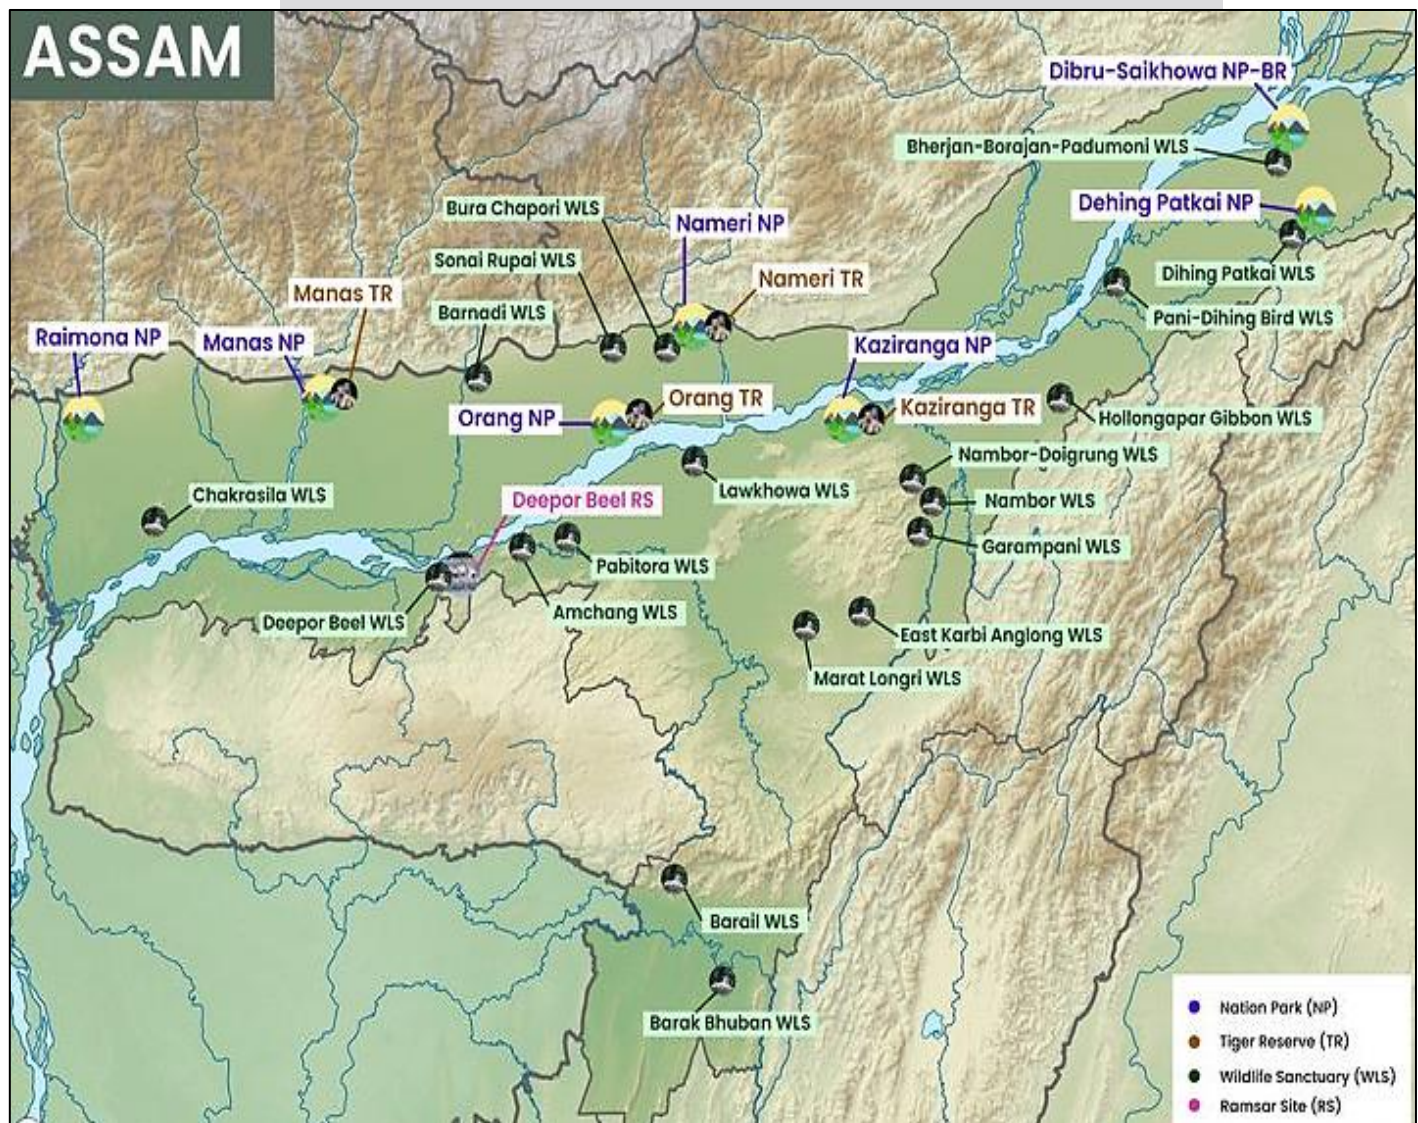 ASSAM
Dibru-Saikhowa NP-BR
Bherjan-Borajan-Padumoni WLS
Dehing Patkai NP
Bura Chapori WLS
Nameri NP
Sonai Rupai WLS
Nameri TR
Dihing Patkai WLS
Manas TR
Barnadi WLS
Pani-Dihing Bird WLS
Raimona NP
Manas NP
Kaziranga NP
Orang TR
Kaziranga TR
Orang NP
Hollongapar Gibbon WLS
Nambor-Doigrung WLS
Chakrasila WLS
Lawkhowa WLS
Deepor Beel RS
Nambor WLS
Garampani WLS
Pabitora WLS
Amchang WLS
Deepor Beel WLS
East Karbi Anglong WLS
Marat Longri WLS
Barail WLS
Barak Bhuban WLS
Nation Park (NP)
Tiger Reserve (TR)
Wildlife Sanctuary (WLS)
Ramsar Site (RS)